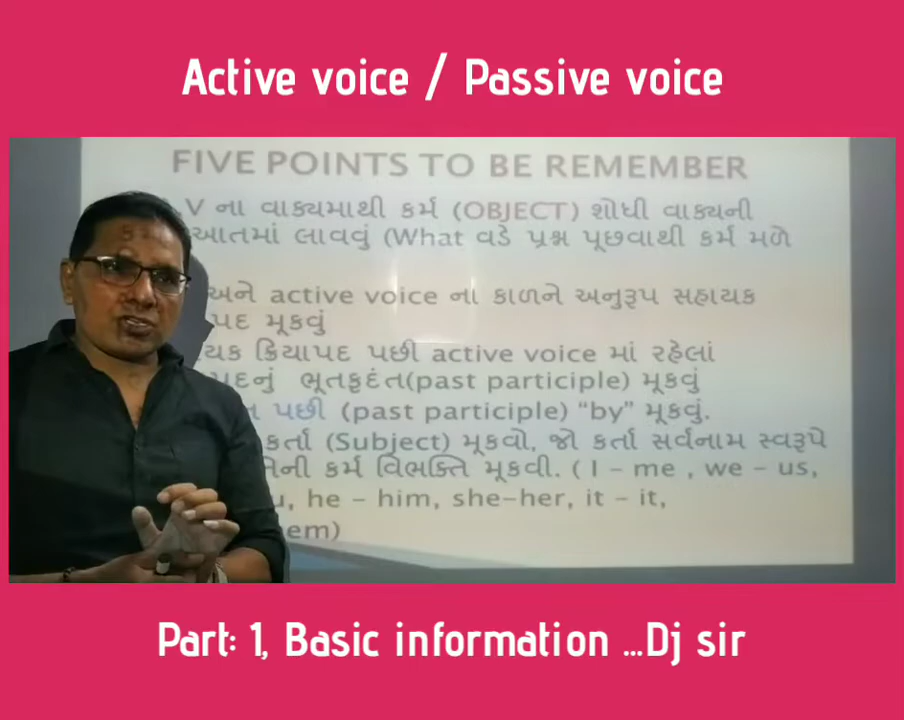 Active voice / Passive voice
FIVE POINTS TO BE REMEMBER
V ના વાક્યમાથી કર્મ (OBJECT) શોધી વાક્યની
આતમાં લાવવું (What વડે પ્રશ્ન પૂછવાથી કર્મ મળે
અને active voice ના કાળને અનુરૂપ સહાયક
પદ મૂકવું
યક ક્રિયાપદ પછી active voice માં રહેલાં
પદનું ભૂતકૃદંત(past participle) મૂકવું
પછી (past participle) “by” મૂકવું.
કર્તા (Subject) મૂકવો, જો કર્તા સર્વનામ સ્વરૂપે
તેની કર્મ વિભક્તિ મૂકવી. ( I – me , we – us,
u, he – him, she–her, it – it,
em)
Part: 1, Basic information ...Dj sir